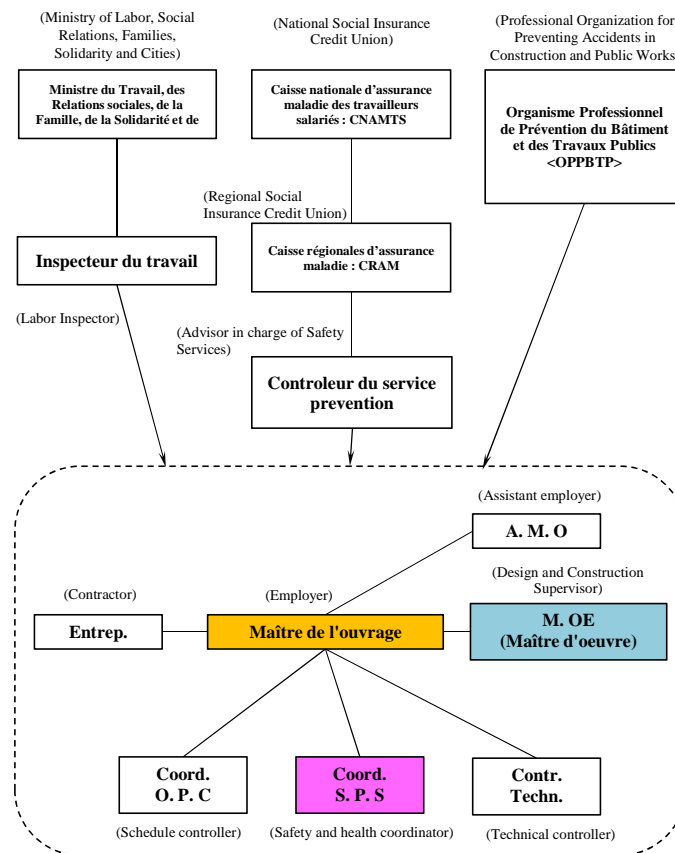 (Ministry of Labor, Social
Relations, Families,
Solidarity and Cities)
Ministre du Travail, des
Relations sociales, de la
Famille, de la Solidarité et de
(National Social Insurance
Credit Union)
Caisse nationale d'assurance
maladie des travailleurs
salariés : CNAMTS
(Professional Organization for
Preventing Accidents in
Construction and Public Works
Organisme Professionnel
de Prévention du Bâtiment
et des Travaux Publics
<OPPBTP>
(Regional Social
Insurance Credit Union)
Inspecteur du travail
Caisse régionales d'assurance
maladie : CRAM
(Labor Inspector)
(Advisor in charge of Safety
Services)
Controleur du service
prevention
(Assistant employer)
A. M. O
(Contractor)
Entrep.
(Employer)
Maître de l'ouvrage
(Design and Construction
Supervisor)
M. OE
(Maître d'oeuvre)
Coord.
O. P. C
(Schedule controller)
Coord.
S. P. S
(Safety and health coordinator)
Contr.
Techn.
(Technical controller)